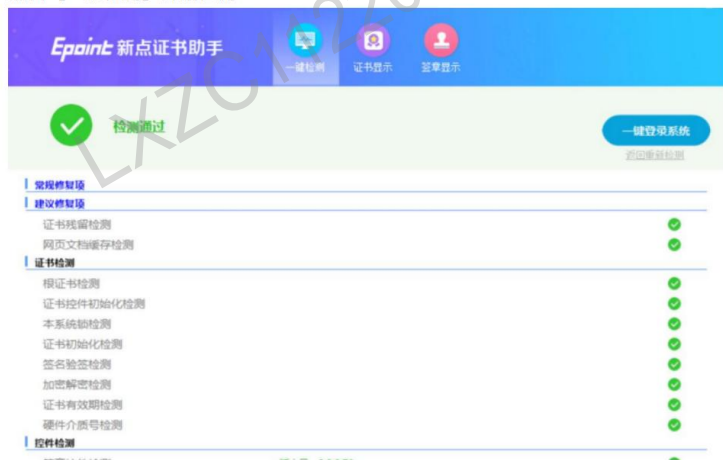 Epoint 新点证书助手
一键检测
证书显示
签章显示
检测通过
一键登录系统
返回重新检测
常规修复项
建议修复项
证书残留检测
网页文档缓存检测
证书检测
根证书检测
证书控件初始化检测
本系统锁检测
证书初始化检测
签名验签检测
加密解密检测
证书有效期检测
硬件介质号检测
控件检测